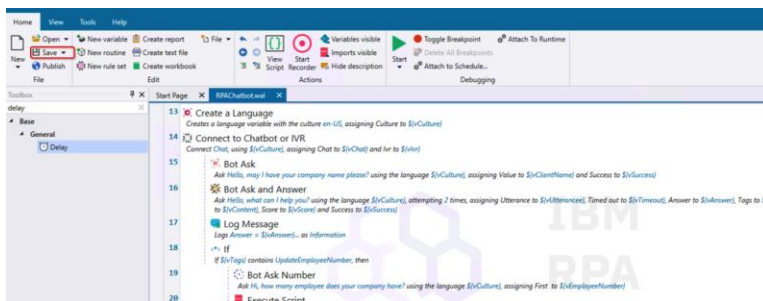 Home View Tools Help
Open New variable Create report File Variables visible Toggle Breakpoint Attach To Runtime
Save New routine Create text file Imports visible Delete All Breakpoints
New Publish New rule set Create workbook View Script Start Recorder Hide description Start Attach to Schedule...
File Edit Actions Debugging
Toolbox Start Page RPAChatbot.wal
delay
Base
General
Delay
13 Create a Language
Creates a language variable with the culture en-US, assigning Culture to ${vCulture}
14 Connect to Chatbot or IVR
Connect Chat, using ${vCulture}, assigning Chat to ${vChat} and Ivr to ${vIvr}
15 Bot Ask
Ask Hello, may I have your company name please? using the language ${vCulture}, assigning Value to ${vClientName} and Success to ${vSuccess}
16 Bot Ask and Answer
Ask Hello, what can I help you? using the language ${vCulture}, attempting 2 times, assigning Utterance to ${vUtterancee}, Timed out to ${vTimeout}, Answer to ${vAnswer}, Tags to
to ${vContent}, Score to ${vScore} and Success to ${vSuccess}
17 Log Message
Logs Answer = ${vAnswer}... as Information
18 If
If ${vTags} contains UpdateEmployeeNumber, then
19 Bot Ask Number
Ask Hi, how many employee does your company have? using the language ${vCulture}, assigning First to ${vEmployeeNumber}
20 Execute Script
IBM
RPA